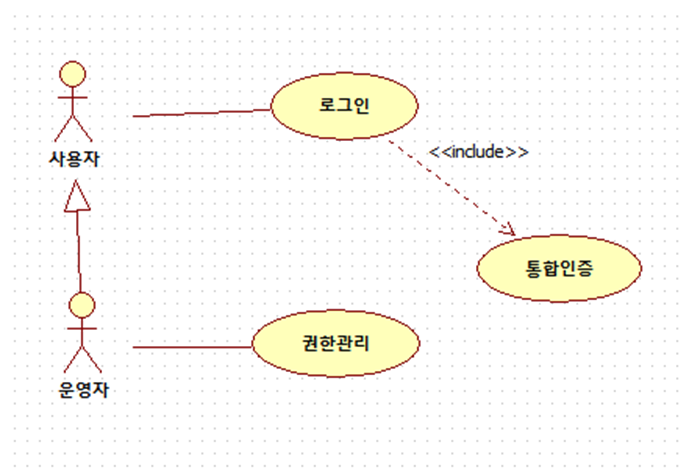 로그인
<<include>>
사용자
통합인증
권한관리
운영자